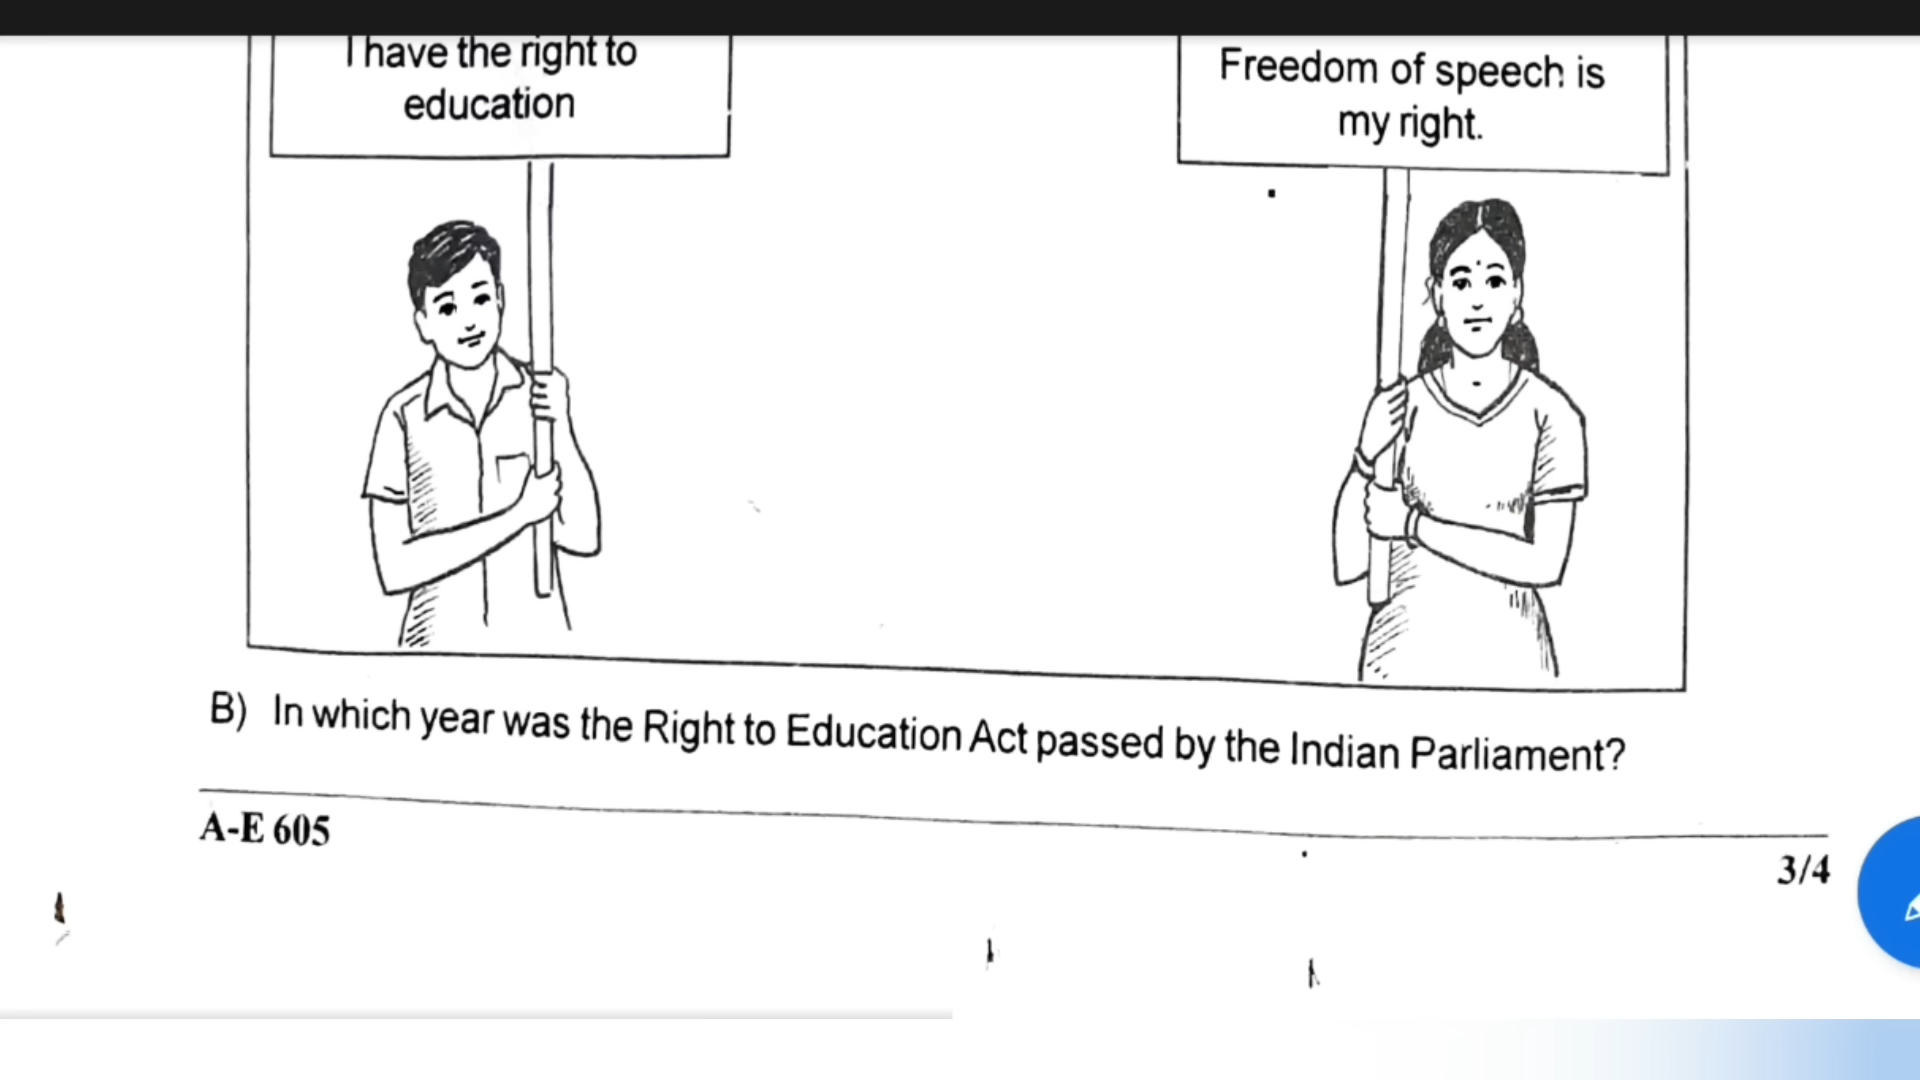 I have the right to
education
Freedom of speech is
my right.
B) In which year was the Right to Education Act passed by the Indian Parliament?
A-E 605
3/4